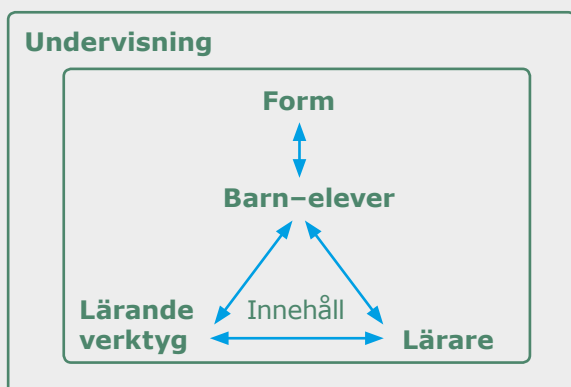 Undervisning
Form
Barn–elever
Lärande
verktyg
Innehåll
Lärare